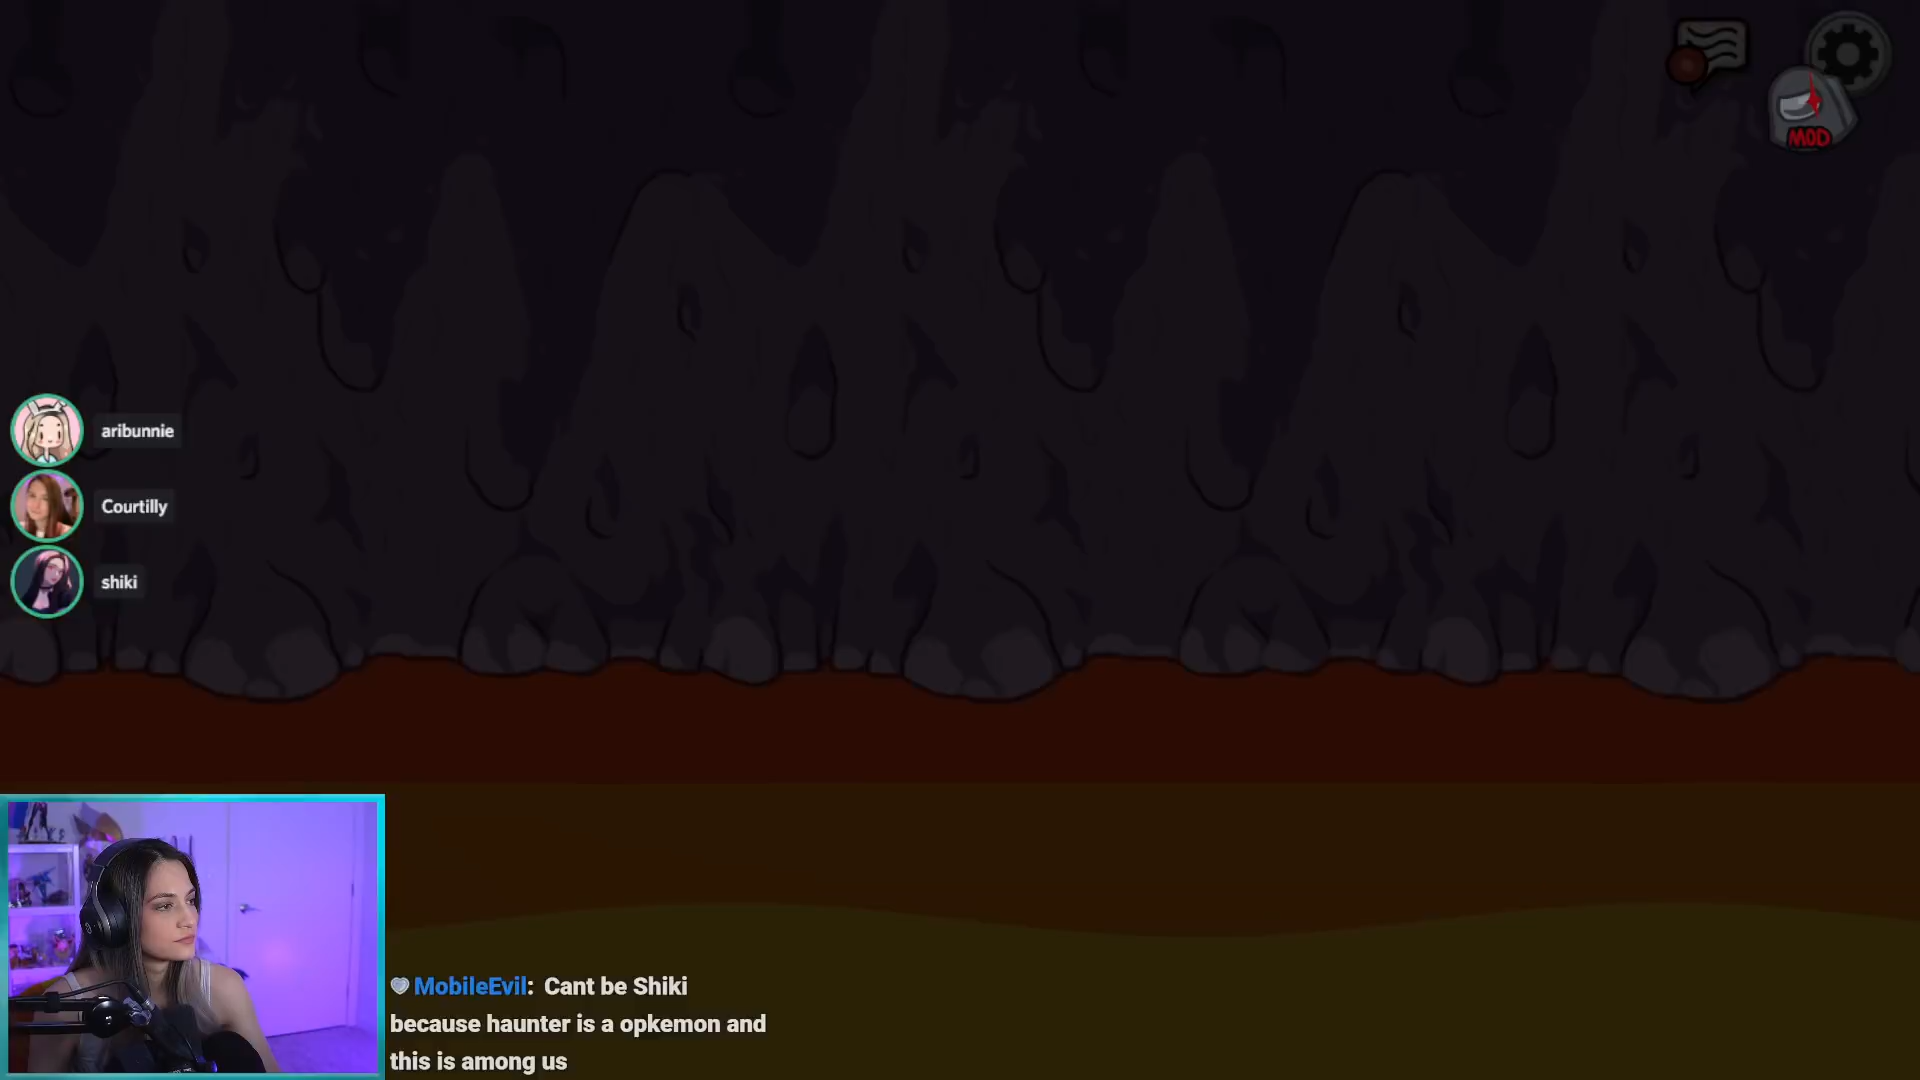 MOD
aribunnie
Courtilly
shiki
MobileEvil: Cant be Shiki
because haunter is a opkemon and
this is among us